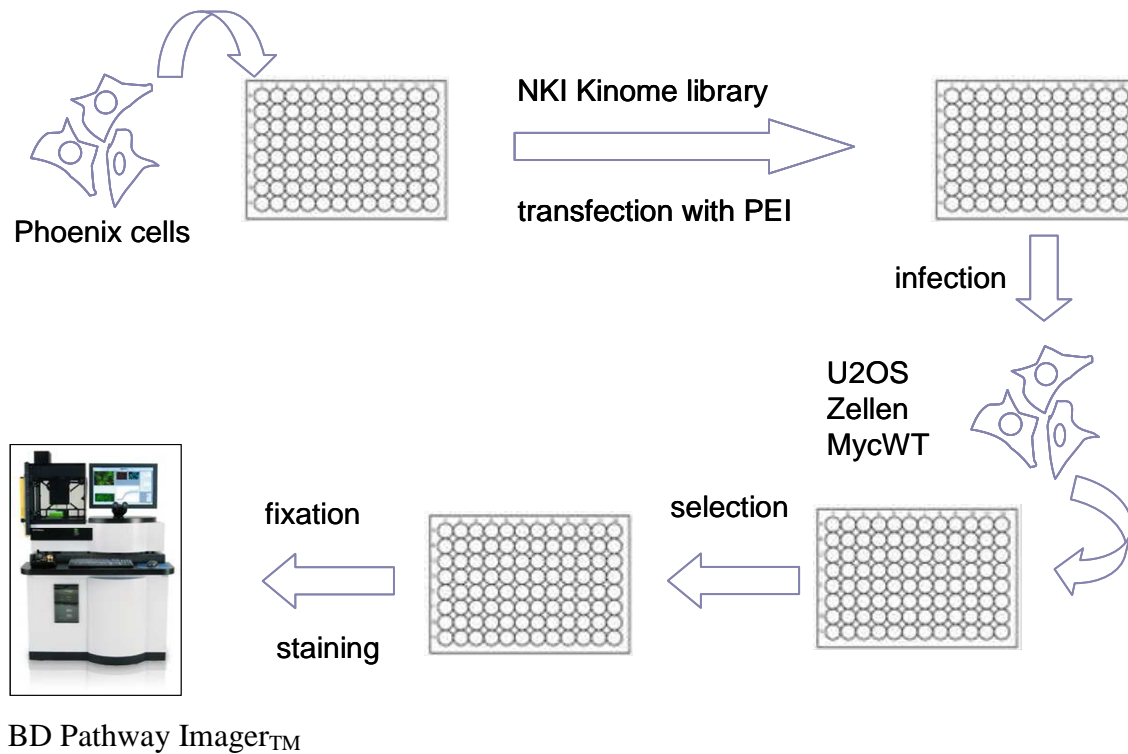 NKI Kinome library
transfection with PEI
Phoenix cells
infection
U2OS
Zellen
MycWT
selection
fixation
staining
BD Pathway ImagerTM